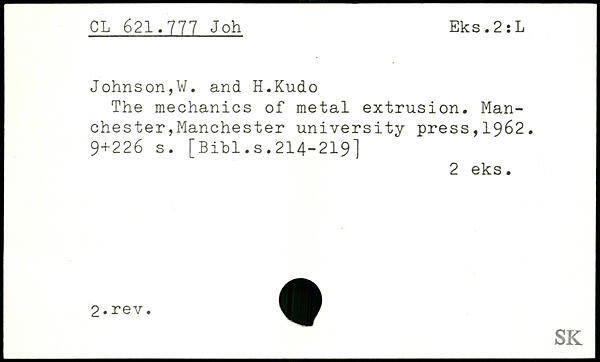 CL 621.777 Joh
Eks.2:L
Johnson,W. and H.Kudo
The mechanics of metal extrusion. Man-
chester,Manchester university press,1962.
9+226 s. [Bibl.s.214-219]
2 eks.
2.rev.
SK